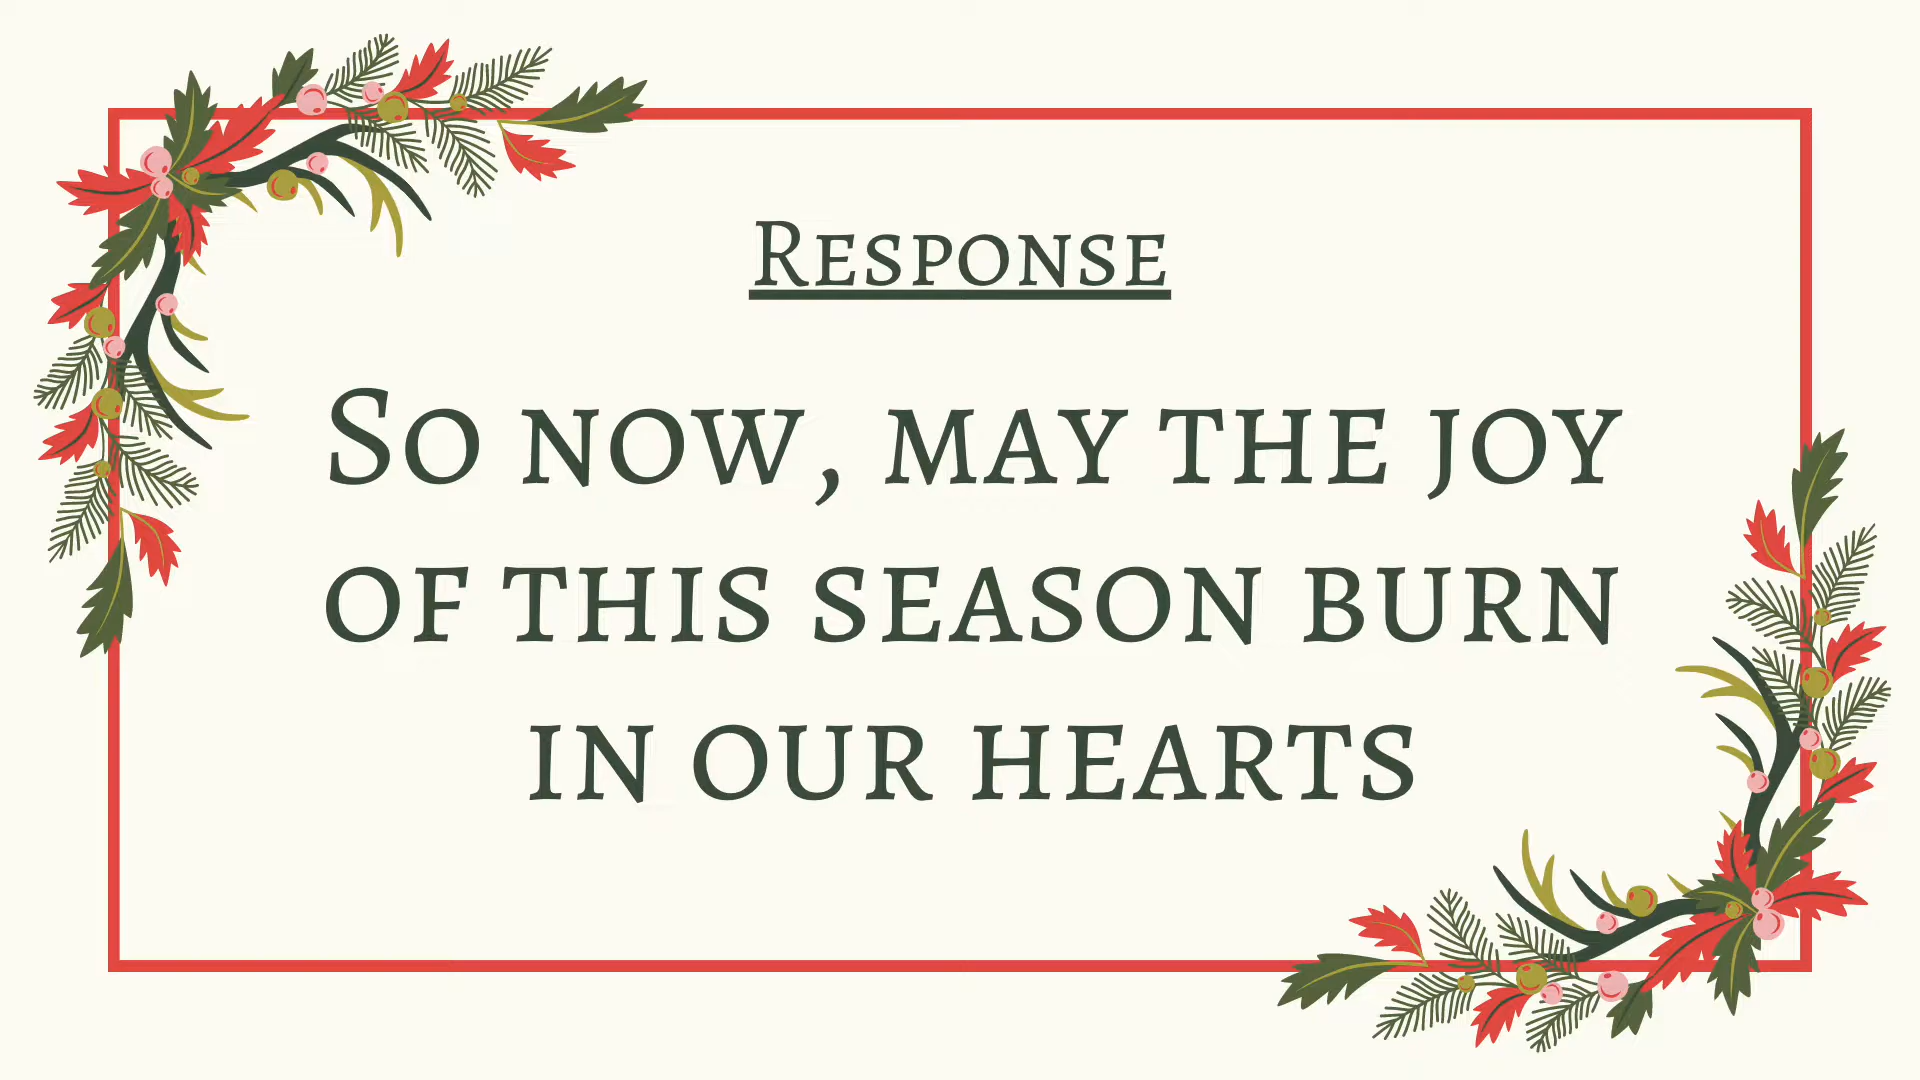 Response
So now, may the joy
of this season burn
in our hearts